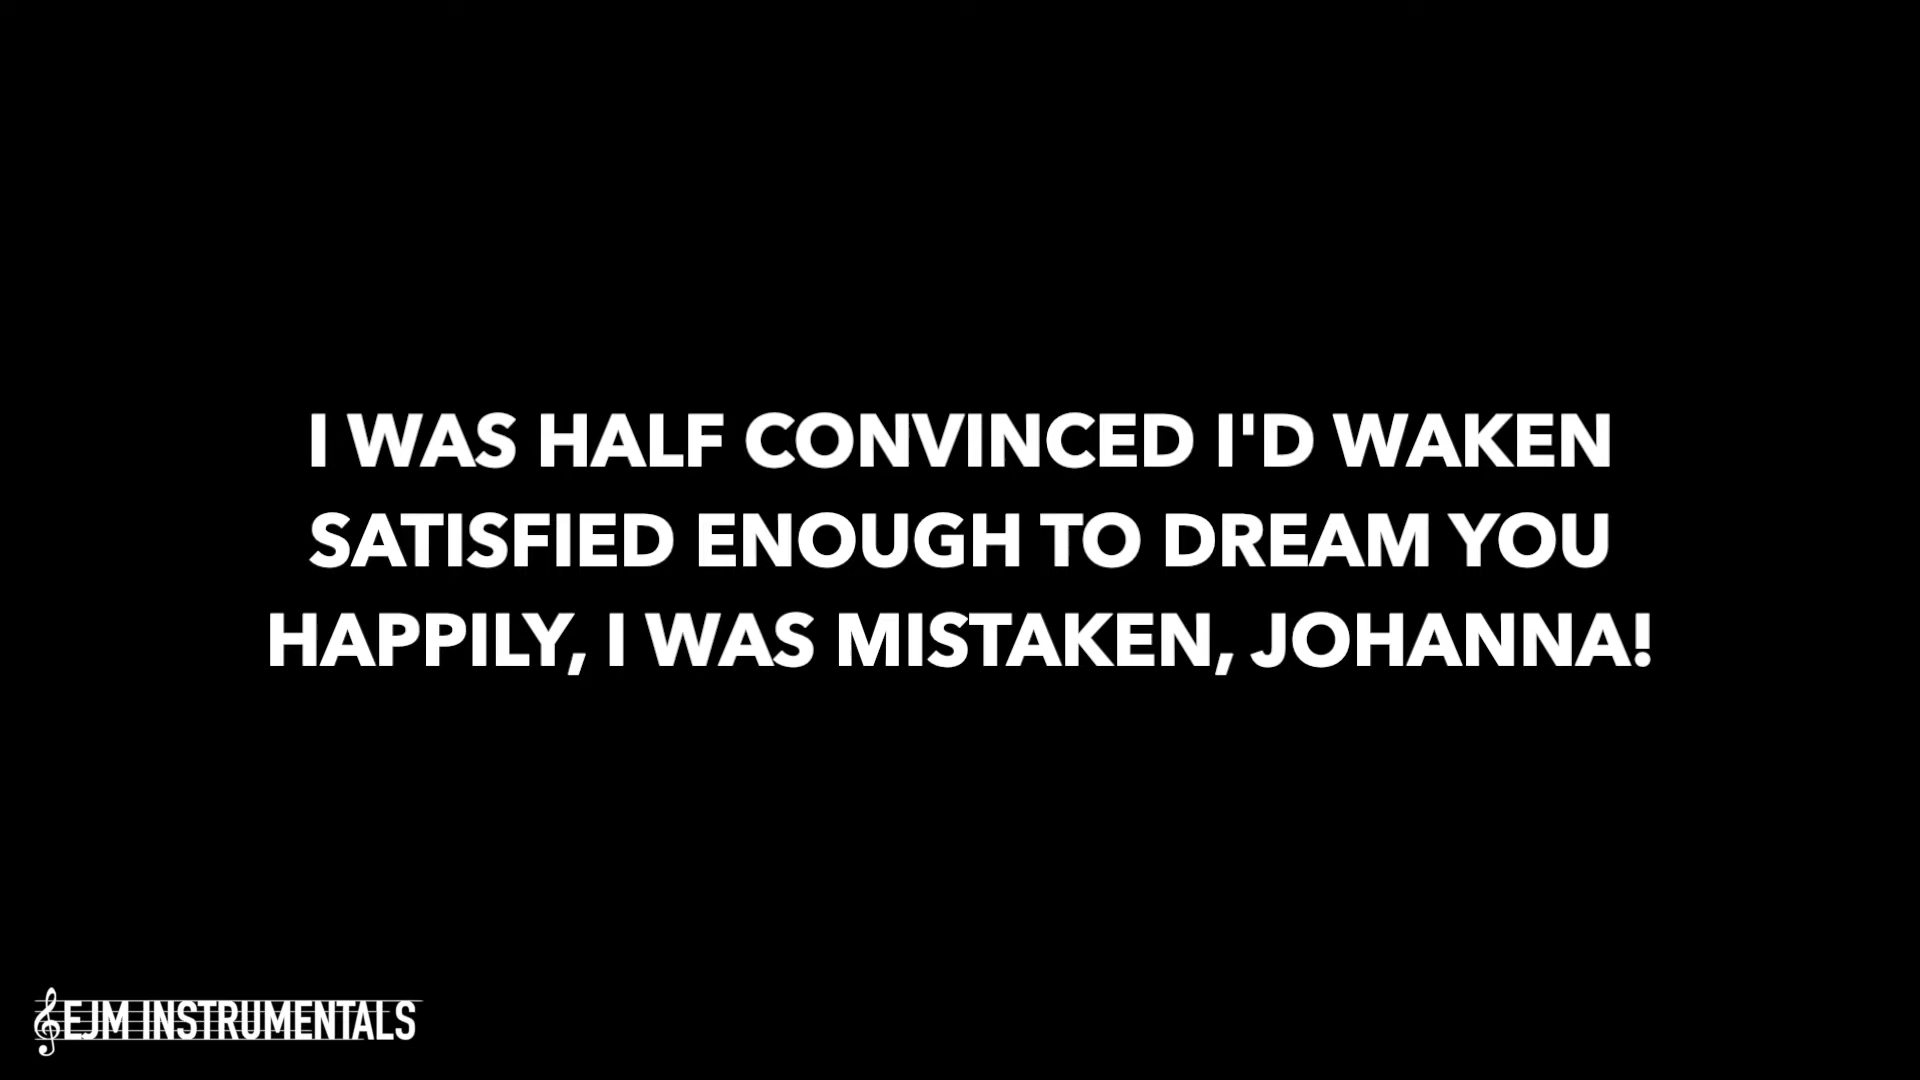 I WAS HALF CONVINCED I'D WAKEN
SATISFIED ENOUGH TO DREAM YOU
HAPPILY, I WAS MISTAKEN, JOHANNA!
EJM INSTRUMENTALS